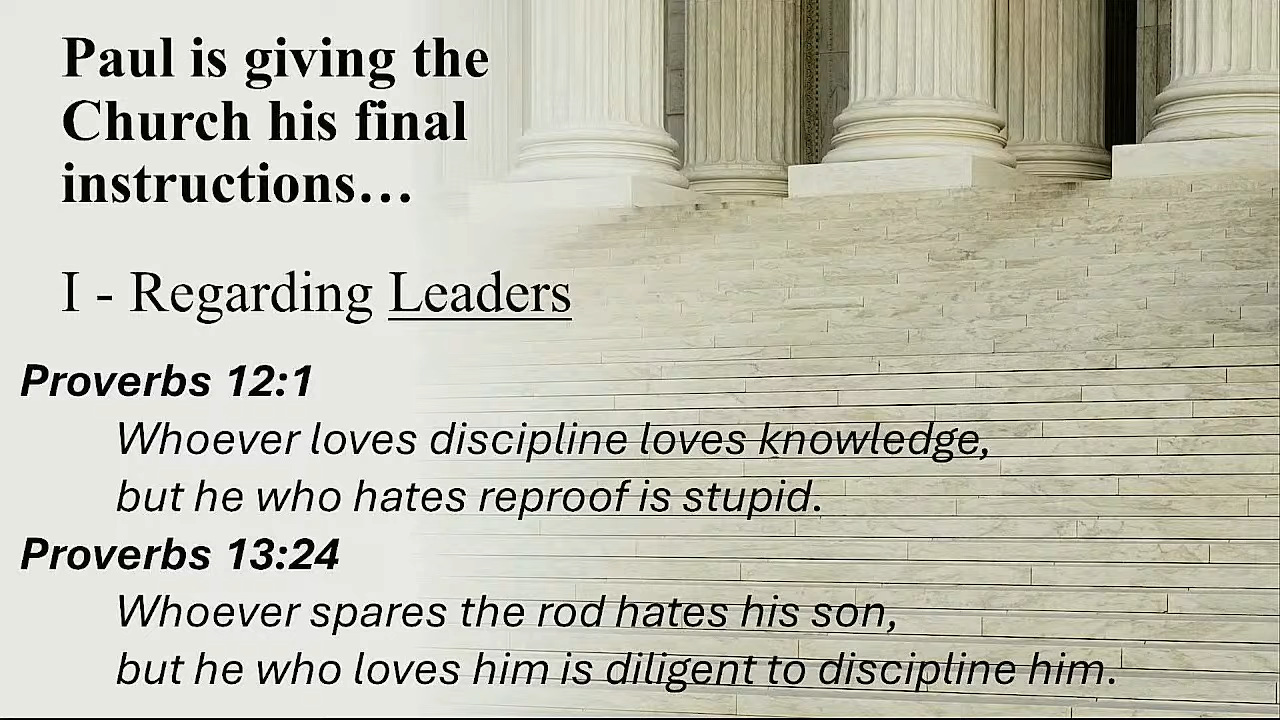 Paul is giving the
Church his final
instructions…
I - Regarding Leaders
Proverbs 12:1
Whoever loves discipline loves knowledge,
but he who hates reproof is stupid.
Proverbs 13:24
Whoever spares the rod hates his son,
but he who loves him is diligent to discipline him.